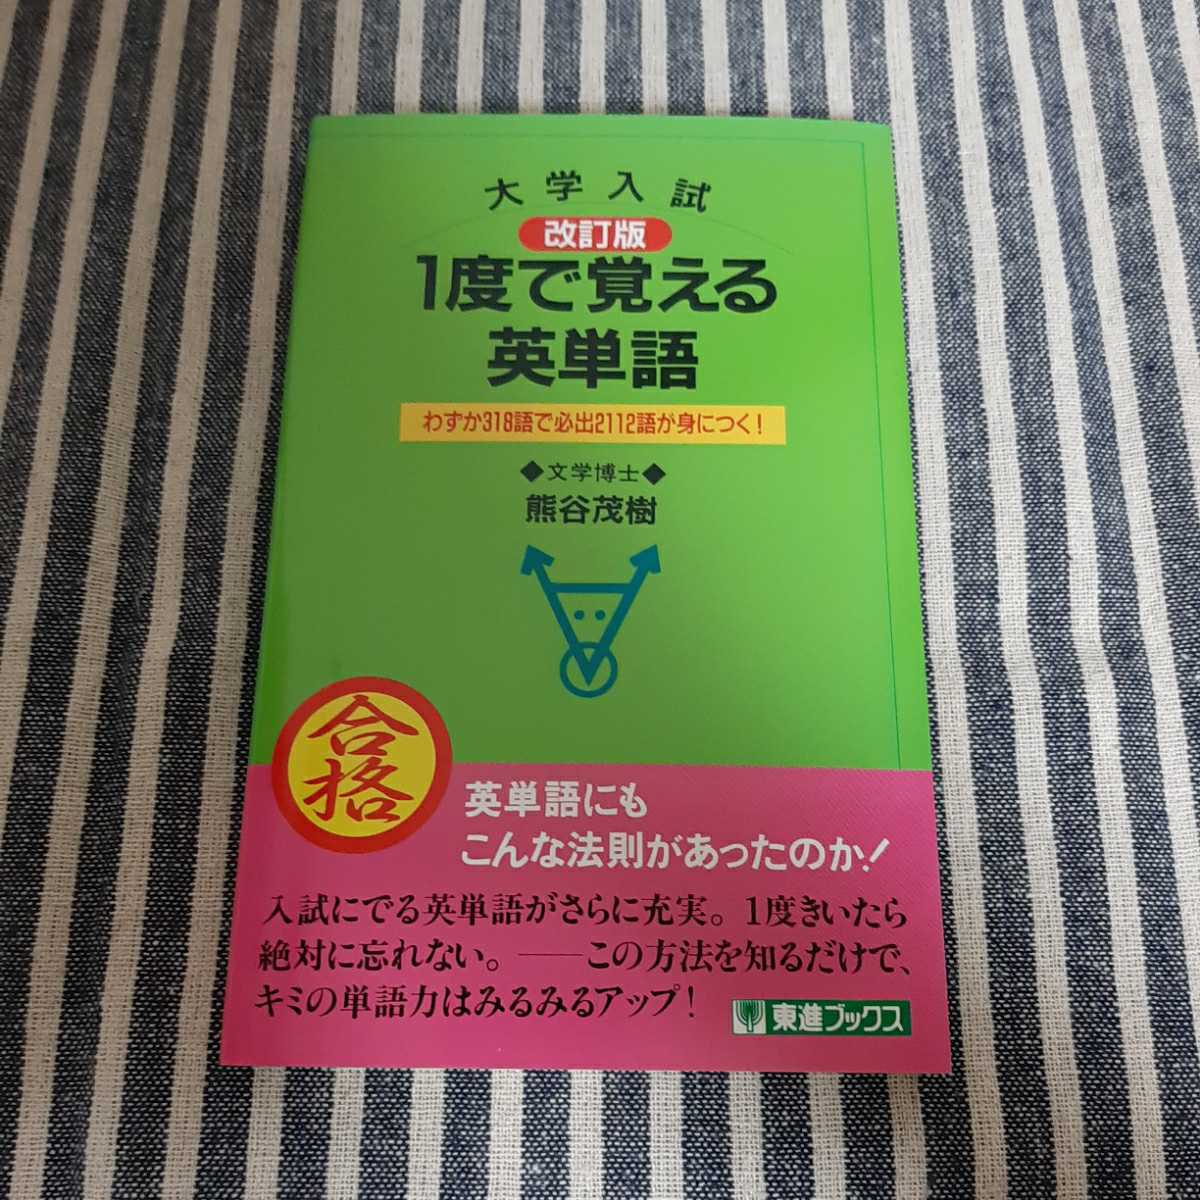 大学入試
改訂版
1度で覚える
英単語
わずか318語で必出2112語が身につく!
◆文学博士◆
熊谷茂樹
合格
英単語にも
こんな法則があったのか!
入試にでる英単語がさらに充実。1度きいたら
絶対に忘れない。――この方法を知るだけで、
キミの単語力はみるみるアップ!
東進ブックス